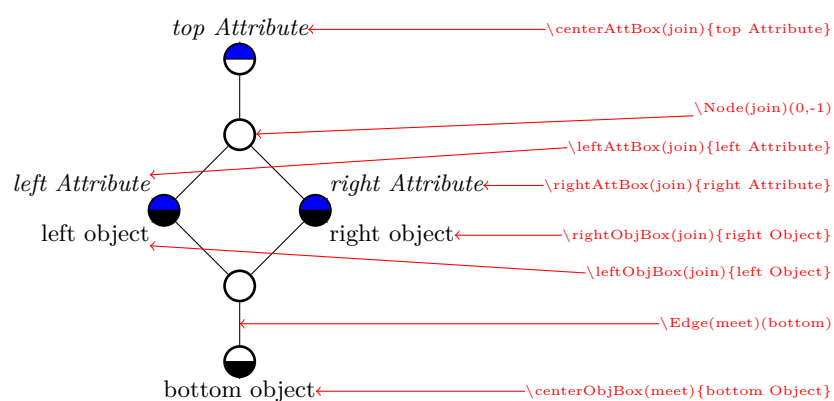 top Attribute
\centerAttBox(join){top Attribute}
\Node(join)(0,-1)
\leftAttBox(join){left Attribute}
left Attribute
right Attribute
\rightAttBox(join){right Attribute}
left object
right object
\rightObjBox(join){right Object}
\leftObjBox(join){left Object}
\Edge(meet)(bottom)
bottom object
\centerObjBox(meet){bottom Object}